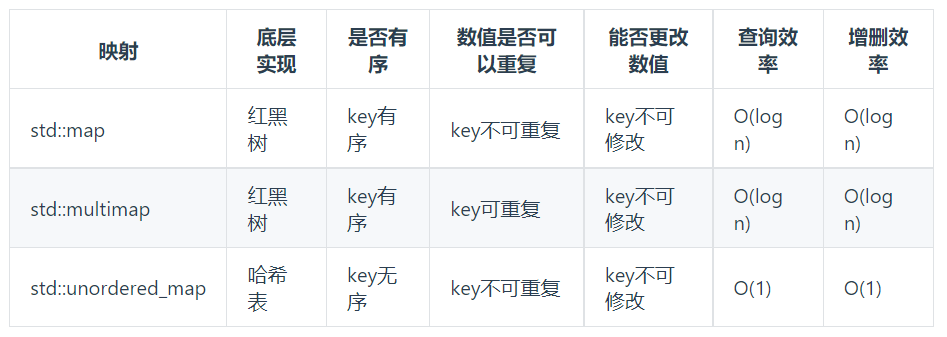 映射 底层实现 是否有序 数值是否可以重复 能否更改数值 查询效率 增删效率
std::map 红黑树 key有序 key不可重复 key不可修改 O(log n) O(log n)
std::multimap 红黑树 key有序 key可重复 key不可修改 O(log n) O(log n)
std::unordered_map 哈希表 key无序 key不可重复 key不可修改 O(1) O(1)